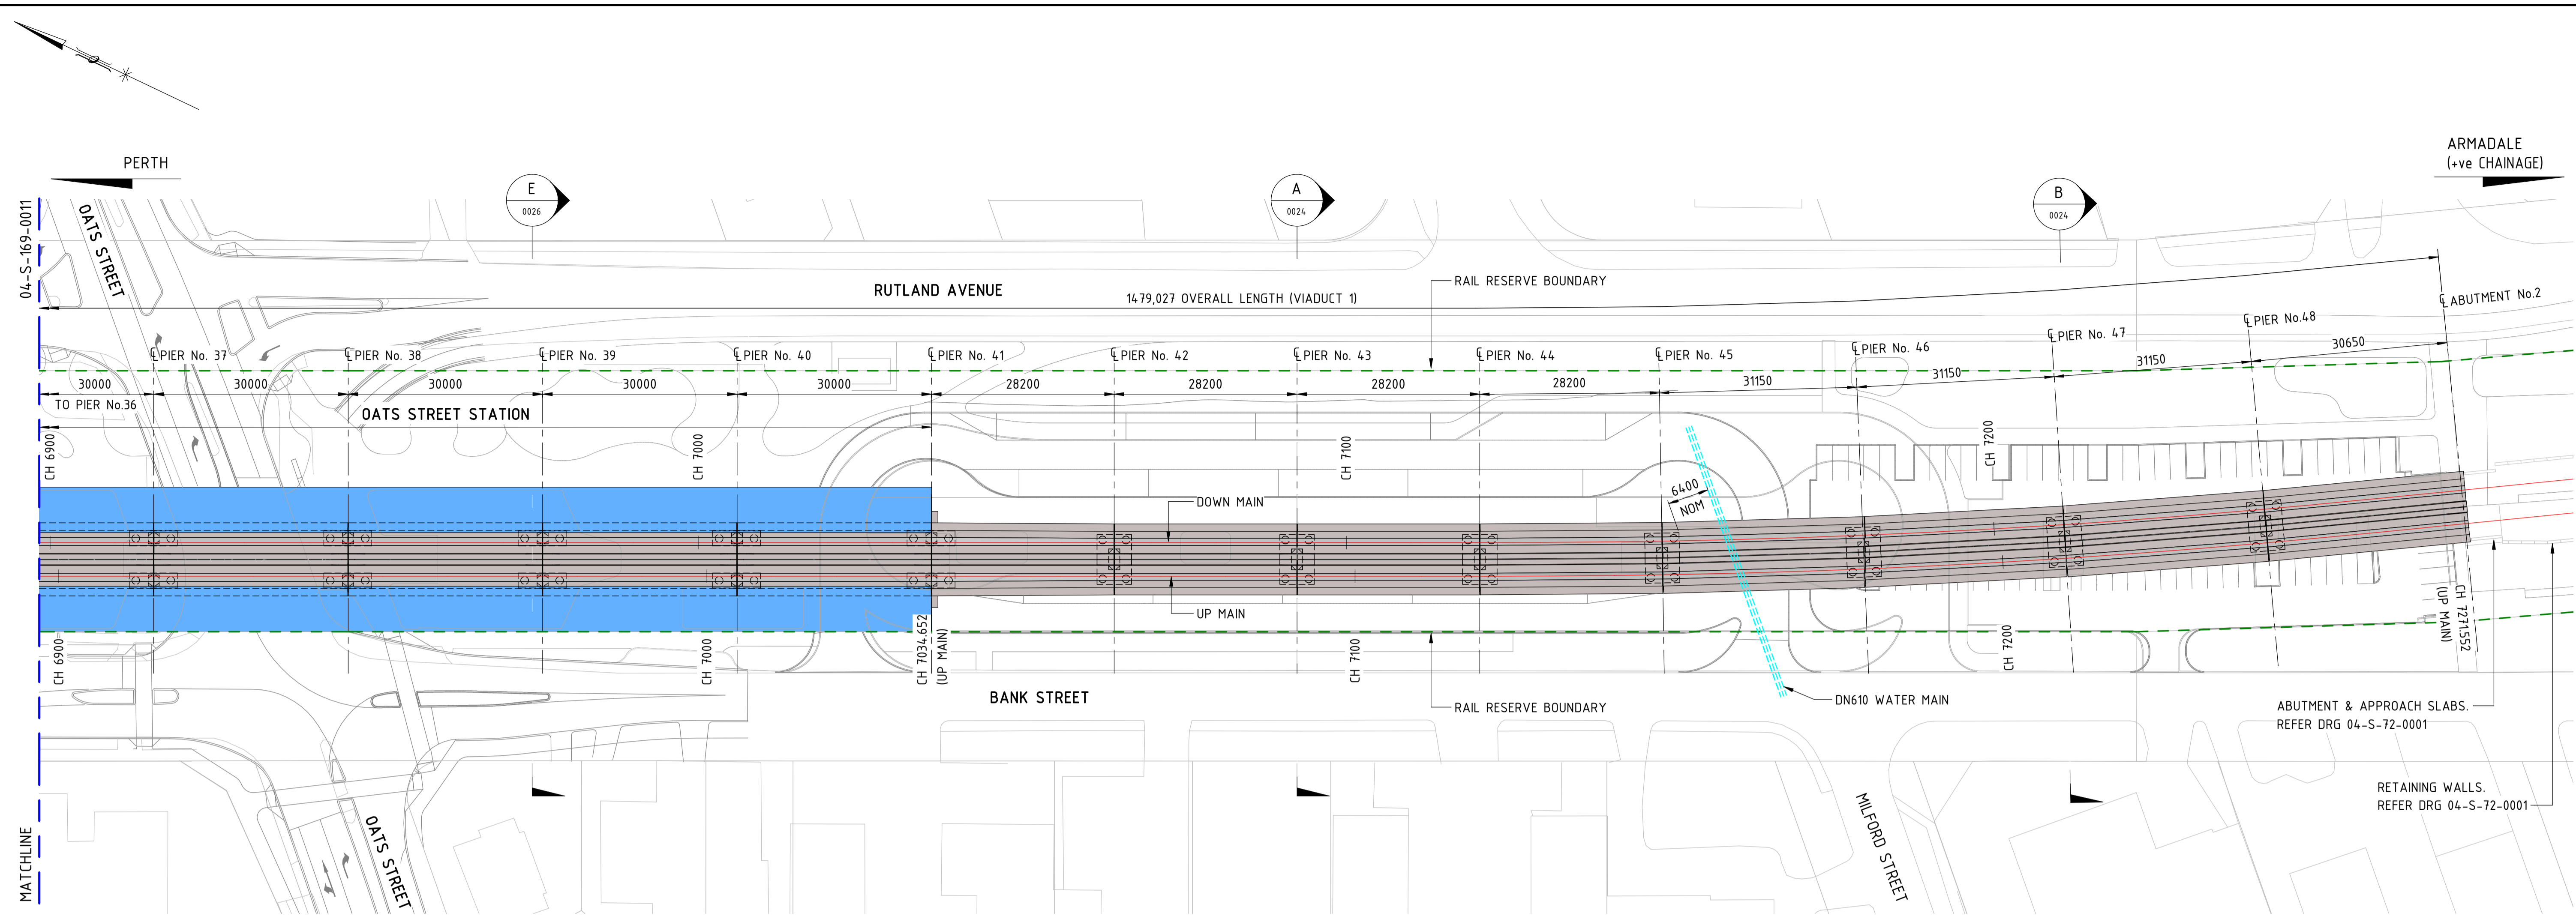 PERTH
ARMADALE
(+ve CHAINAGE)
E
0026
A
0024
B
0024
04-S-169-0011
OATS STREET
RUTLAND AVENUE
1479,027 OVERALL LENGTH (VIADUCT 1)
RAIL RESERVE BOUNDARY
℄ ABUTMENT No.2
℄ PIER No. 37
℄ PIER No. 38
℄ PIER No. 39
℄ PIER No. 40
℄ PIER No. 41
℄ PIER No. 42
℄ PIER No. 43
℄ PIER No. 44
℄ PIER No. 45
℄ PIER No. 46
℄ PIER No. 47
℄ PIER No.48
30000
30000
30000
30000
30000
28200
28200
28200
28200
31150
31150
31150
30650
TO PIER No.36
OATS STREET STATION
CH 6900
CH 7000
CH 7100
CH 7200
6400
NOM
DOWN MAIN
UP MAIN
CH 6900
CH 7000
CH 7034.652
(UP MAIN)
CH 7100
CH 7200
CH 7271.552
(UP MAIN)
BANK STREET
RAIL RESERVE BOUNDARY
DN610 WATER MAIN
ABUTMENT & APPROACH SLABS.
REFER DRG 04-S-72-0001
RETAINING WALLS.
REFER DRG 04-S-72-0001
MATCHLINE
OATS STREET
MILFORD STREET